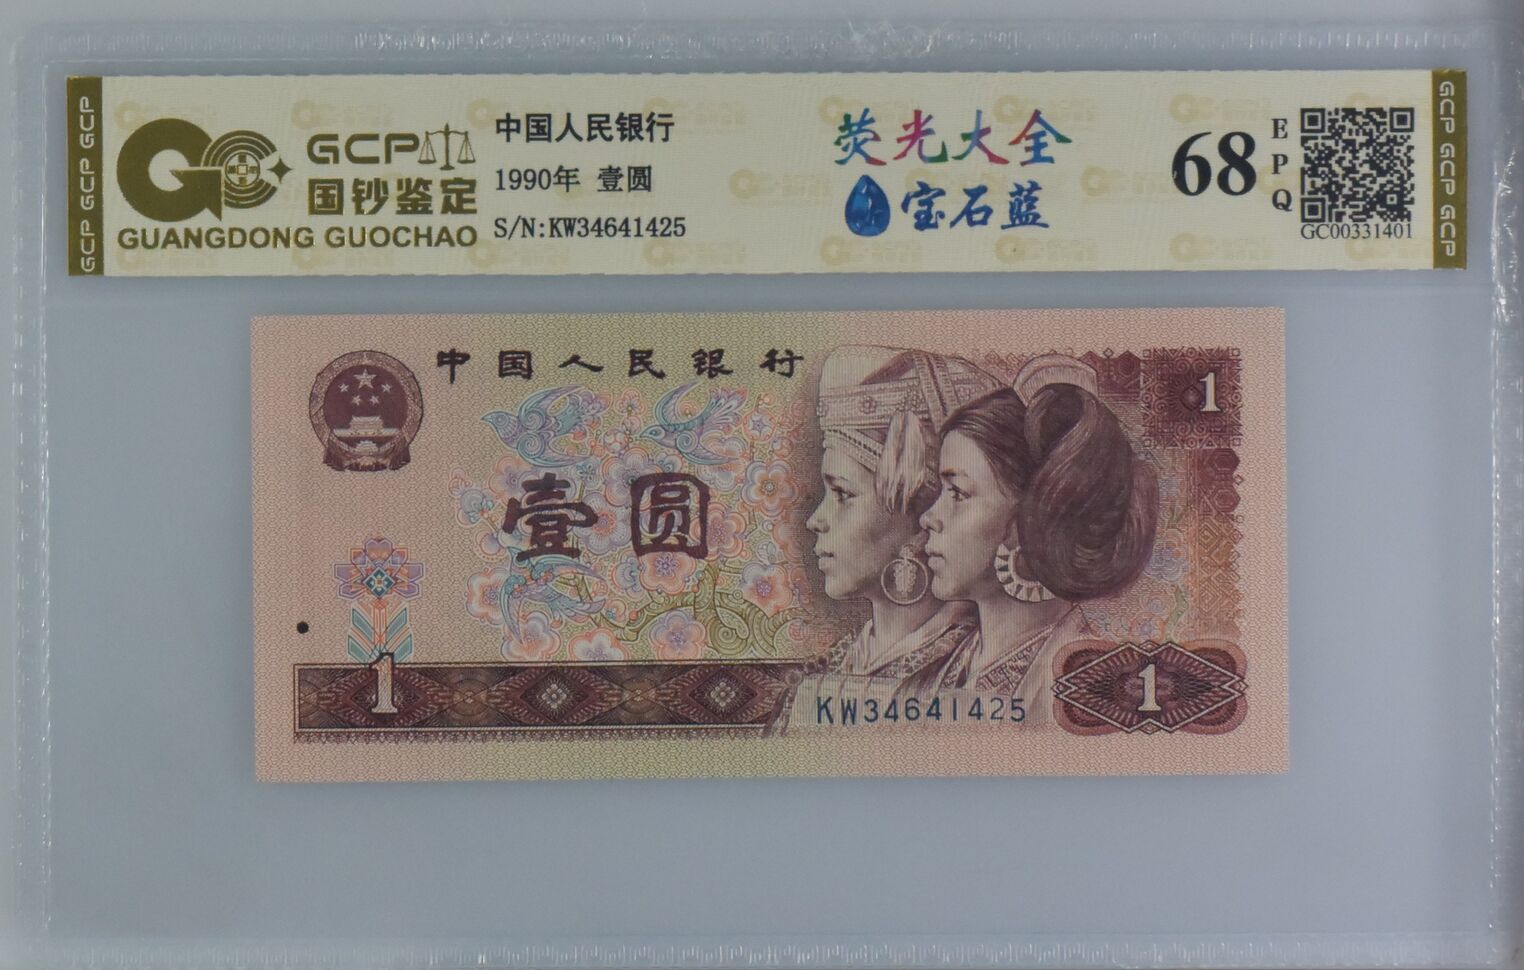 GCP GCP GCP
GCP
国钞鉴定
GUANGDONG GUOCHAO
中国人民银行
1990年 壹圆
S/N:KW34641425
荧光大全
宝石蓝
68
EPQ
GC00331401
GCP GCP GCP
中国人民银行
1
壹圆
1
KW34641425
1